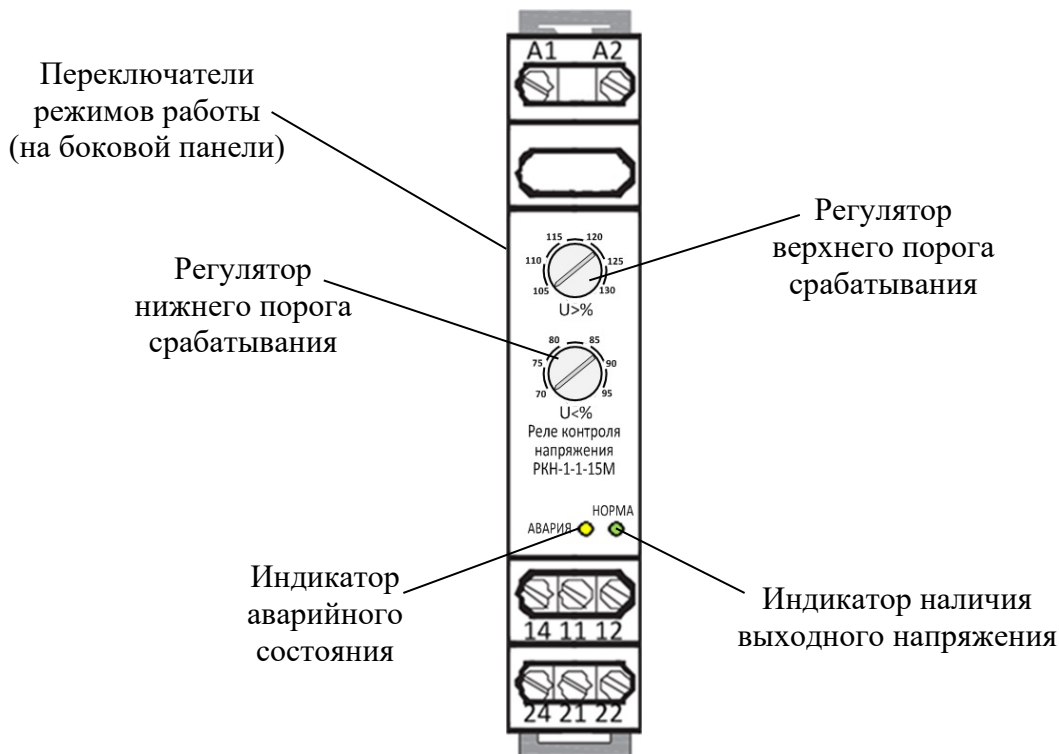 A1 A2
Переключатели
режимов работы
(на боковой панели)
115 120
110 125
105 130
U>%
Регулятор
верхнего порога
срабатывания
Регулятор
нижнего порога
срабатывания
80 85
75 90
70 95
U<%
Реле контроля
напряжения
РКН-1-1-15М
НОРМА
АВАРИЯ
Индикатор
аварийного
состояния
Индикатор наличия
выходного напряжения
14 11 12
24 21 22